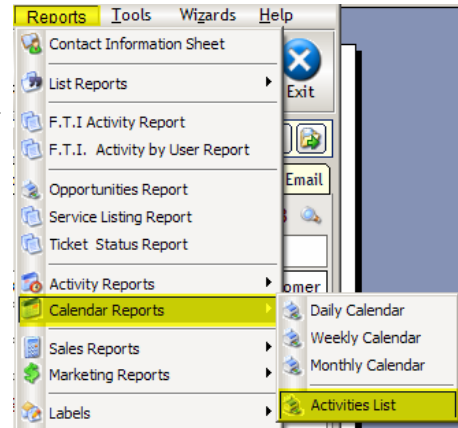 Reports Tools Wizards Help
Contact Information Sheet
List Reports
Exit
F.T.I Activity Report
F.T.I. Activity by User Report
Opportunities Report
Email
Service Listing Report
Ticket Status Report
Activity Reports
omer
Calendar Reports
Daily Calendar
Weekly Calendar
Monthly Calendar
Sales Reports
Marketing Reports
Labels
Activities List